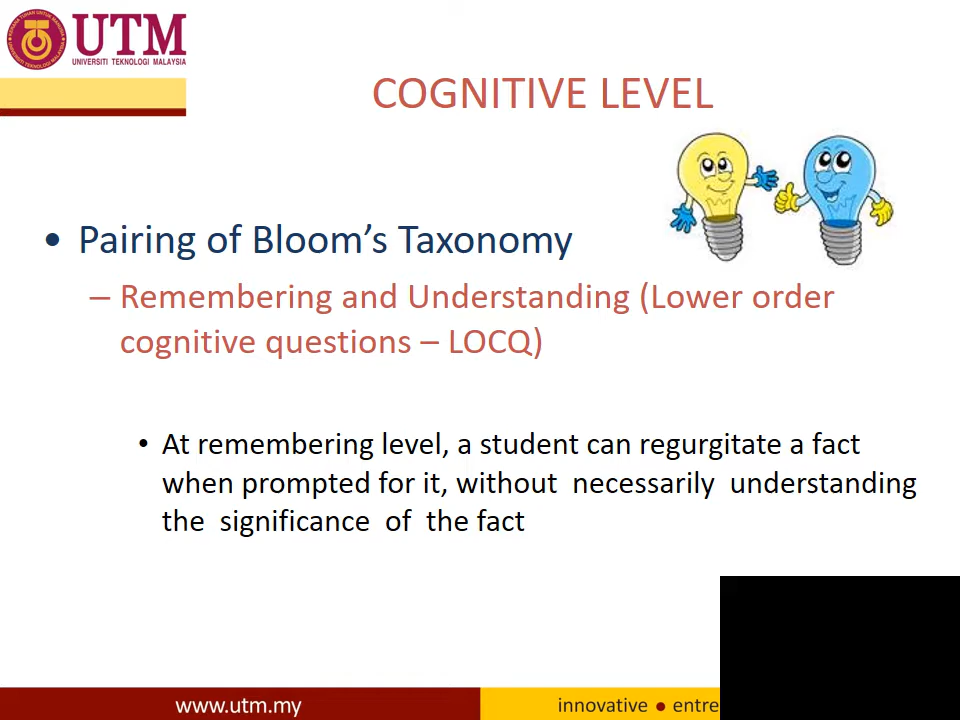 UTM
UNIVERSITI TEKNOLOGI MALAYSIA
COGNITIVE LEVEL
• Pairing of Bloom’s Taxonomy
– Remembering and Understanding (Lower order
cognitive questions – LOCQ)
• At remembering level, a student can regurgitate a fact
when prompted for it, without necessarily understanding
the significance of the fact
www.utm.my
innovative ● entre